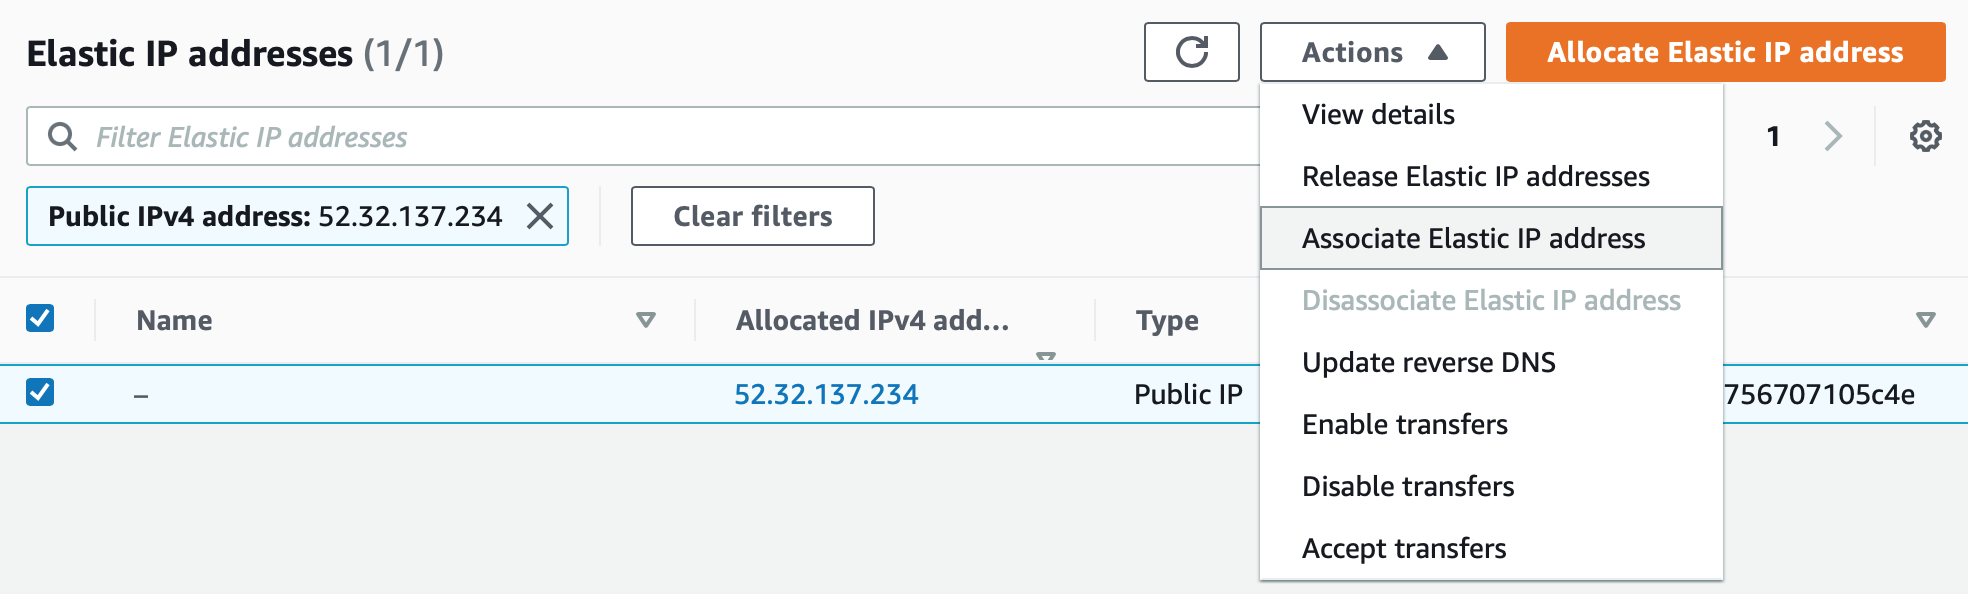 Elastic IP addresses (1/1)
Actions
Allocate Elastic IP address
Filter Elastic IP addresses
1
Public IPv4 address: 52.32.137.234
Clear filters
View details
Release Elastic IP addresses
Associate Elastic IP address
Disassociate Elastic IP address
Update reverse DNS
Enable transfers
Disable transfers
Accept transfers
Name
Allocated IPv4 add...
Type
–
52.32.137.234
Public IP
756707105c4e